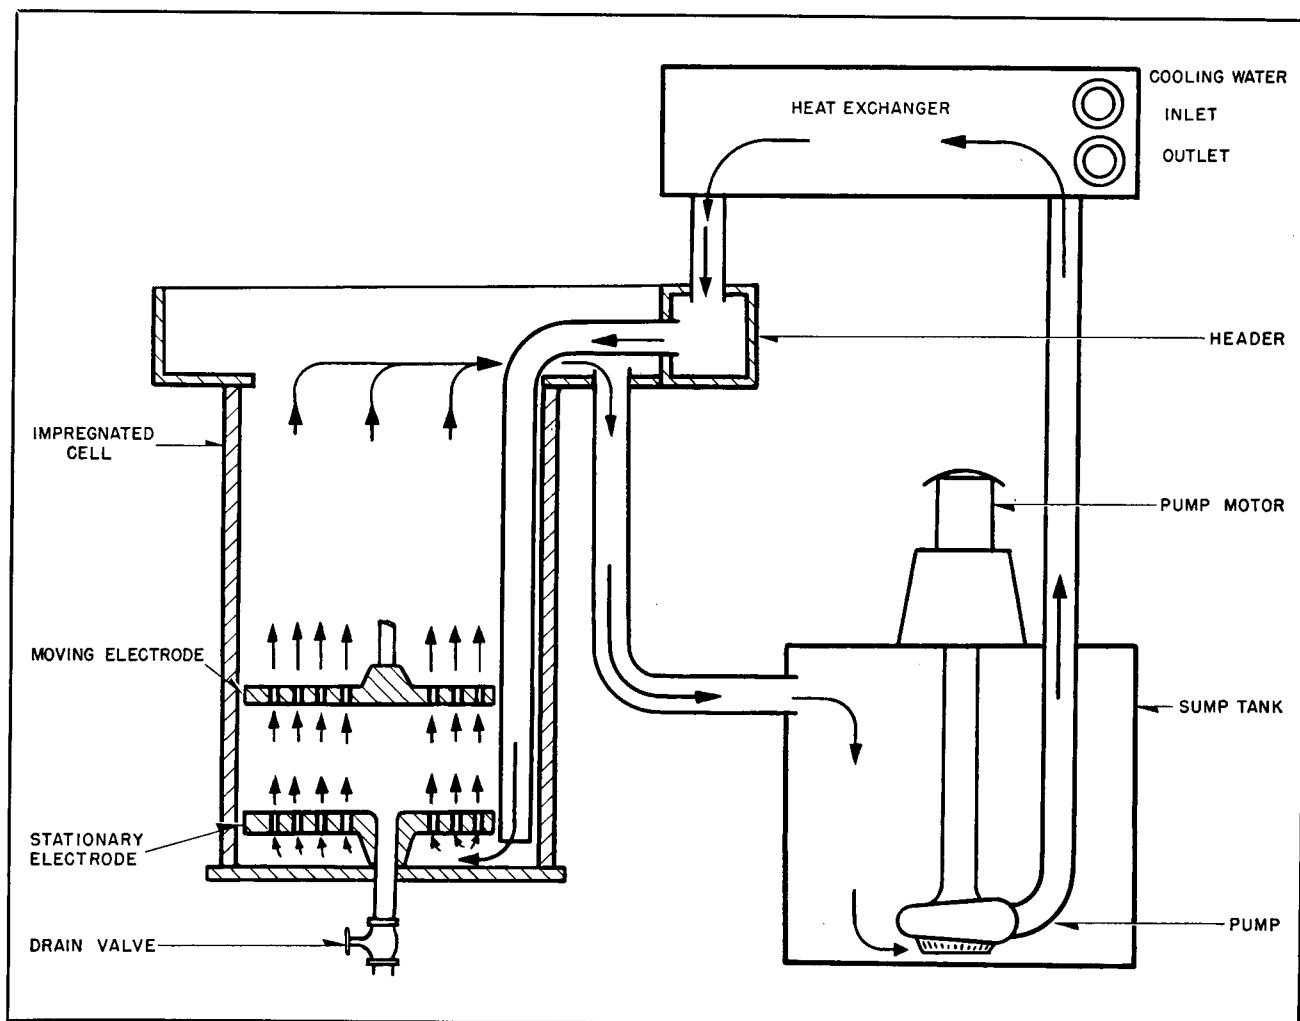 COOLING WATER
HEAT EXCHANGER
INLET
OUTLET
HEADER
IMPREGNATED
CELL
PUMP MOTOR
MOVING ELECTRODE
SUMP TANK
STATIONARY
ELECTRODE
PUMP
DRAIN VALVE